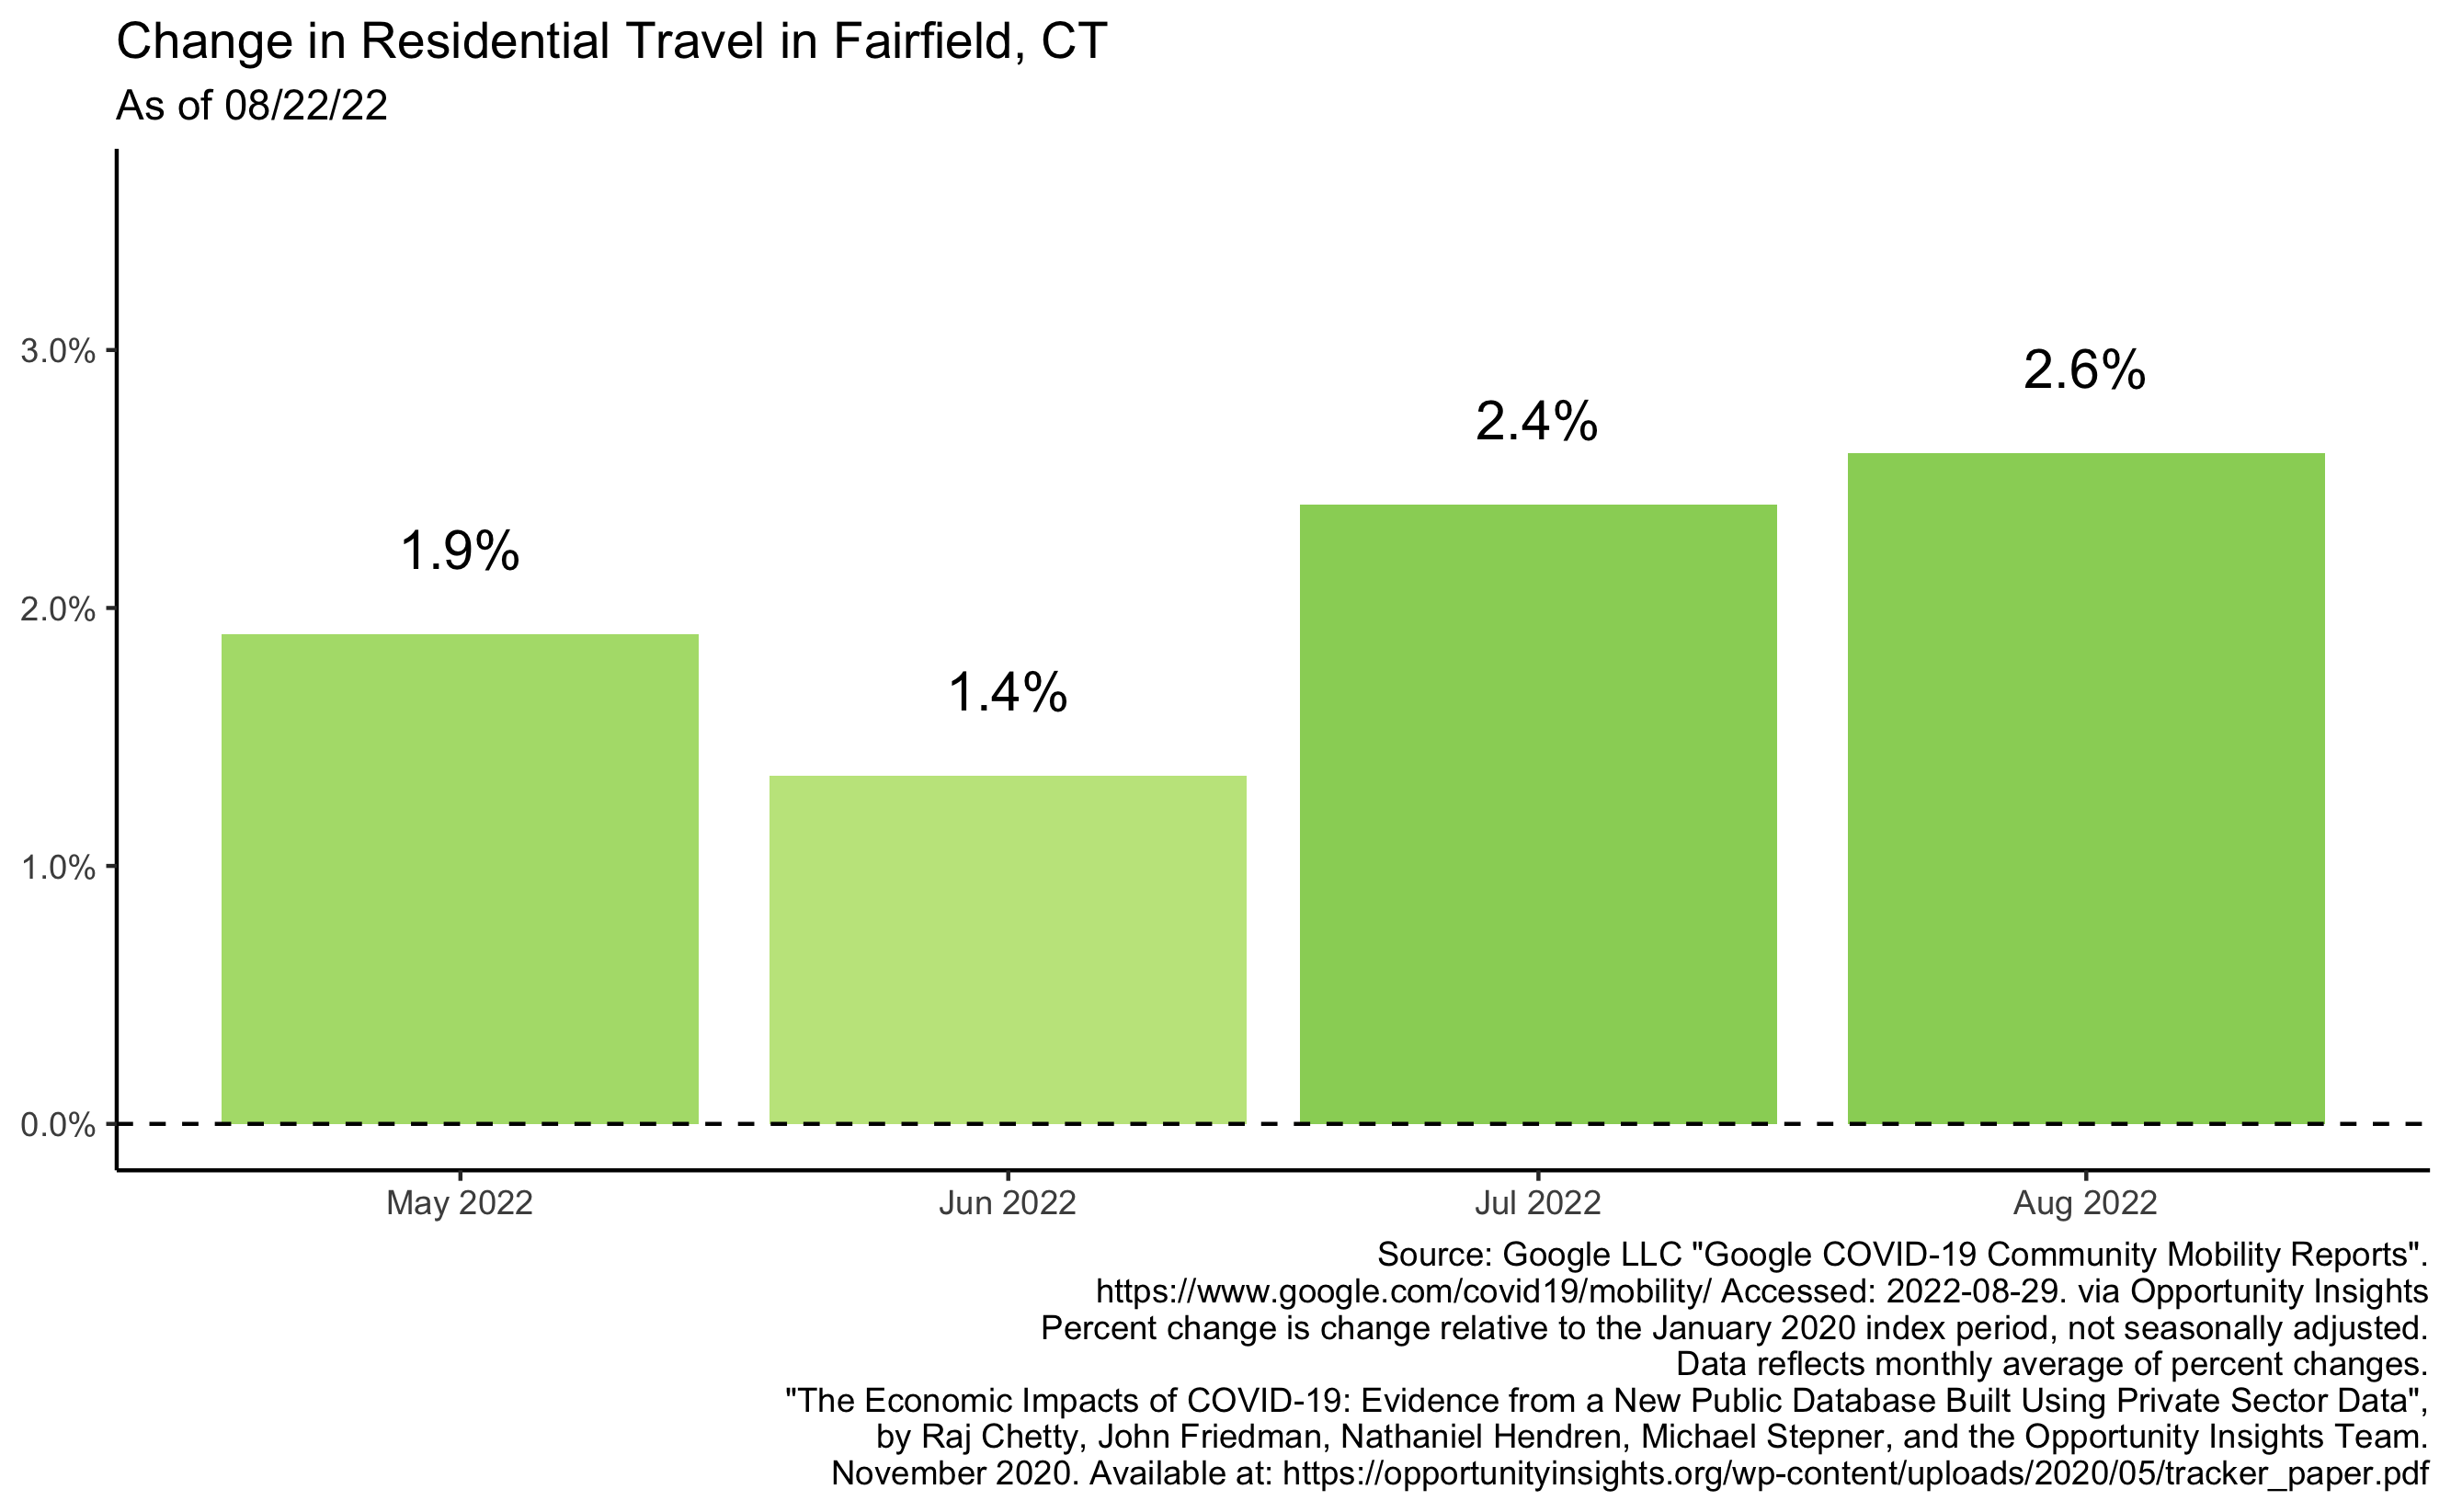 Change in Residential Travel in Fairfield, CT
As of 08/22/22
3.0%
2.0%
1.0%
0.0%
1.9%
1.4%
2.4%
2.6%
May 2022
Jun 2022
Jul 2022
Aug 2022
Source: Google LLC "Google COVID-19 Community Mobility Reports".
https://www.google.com/covid19/mobility/ Accessed: 2022-08-29. via Opportunity Insights
Percent change is change relative to the January 2020 index period, not seasonally adjusted.
Data reflects monthly average of percent changes.
"The Economic Impacts of COVID-19: Evidence from a New Public Database Built Using Private Sector Data",
by Raj Chetty, John Friedman, Nathaniel Hendren, Michael Stepner, and the Opportunity Insights Team.
November 2020. Available at: https://opportunityinsights.org/wp-content/uploads/2020/05/tracker_paper.pdf